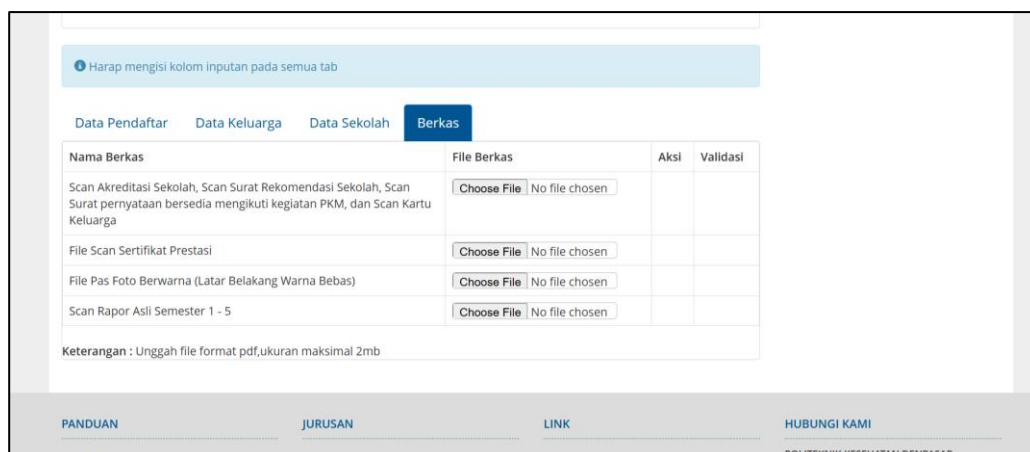 Harap mengisi kolom inputan pada semua tab
Data Pendaftar Data Keluarga Data Sekolah Berkas
Nama Berkas File Berkas Aksi Validasi
Scan Akreditasi Sekolah, Scan Surat Rekomendasi Sekolah, Scan
Surat pernyataan bersedia mengikuti kegiatan PKM, dan Scan Kartu
Keluarga
Choose File No file chosen
File Scan Sertifikat Prestasi Choose File No file chosen
File Pas Foto Berwarna (Latar Belakang Warna Bebas) Choose File No file chosen
Scan Rapor Asli Semester 1 - 5 Choose File No file chosen
Keterangan : Unggah file format pdf,ukuran maksimal 2mb
PANDUAN JURUSAN LINK HUBUNGI KAMI
POLITEKNIK KESEHATAN DENPASAR